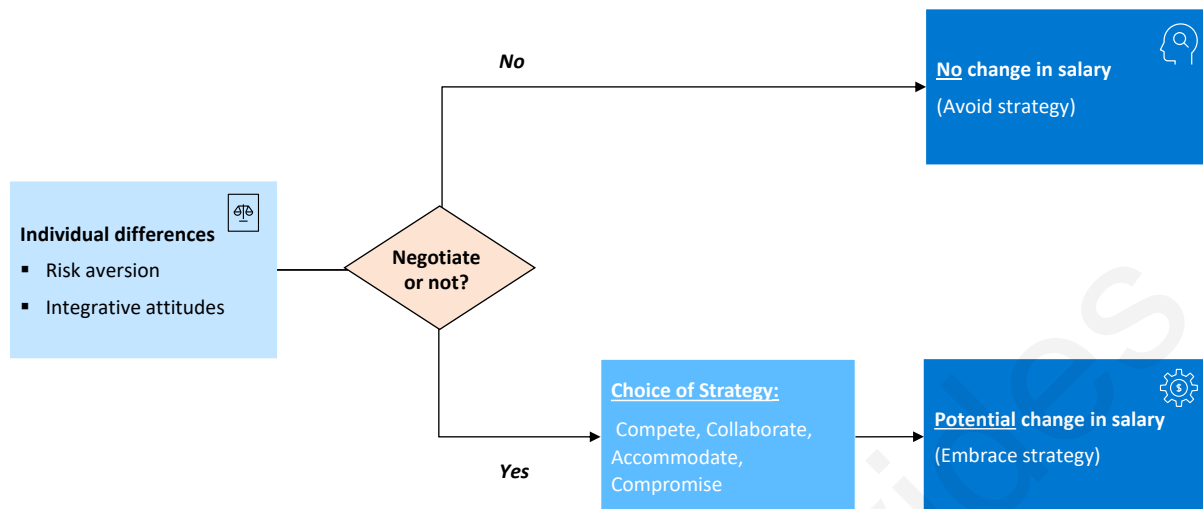 No
No change in salary
(Avoid strategy)
Individual differences
▪ Risk aversion
▪ Integrative attitudes
Negotiate
or not?
Yes
Choice of Strategy:
Compete, Collaborate,
Accommodate,
Compromise
$
Potential change in salary
(Embrace strategy)